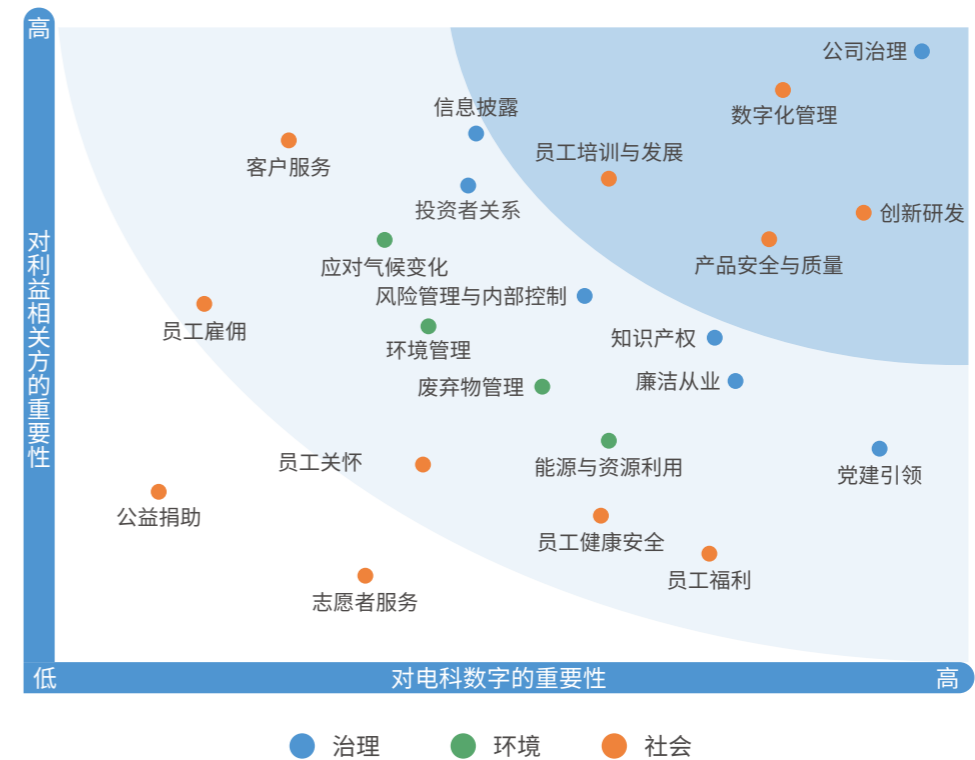 高
公司治理
信息披露
数字化管理
员工培训与发展
客户服务
投资者关系
创新研发
应对气候变化
产品安全与质量
风险管理与内部控制
员工雇佣
知识产权
环境管理
废弃物管理
廉洁从业
对利益相关方的重要性
员工关怀
能源与资源利用
党建引领
公益捐助
员工健康安全
员工福利
志愿者服务
低
对电科数字的重要性
高
治理
环境
社会